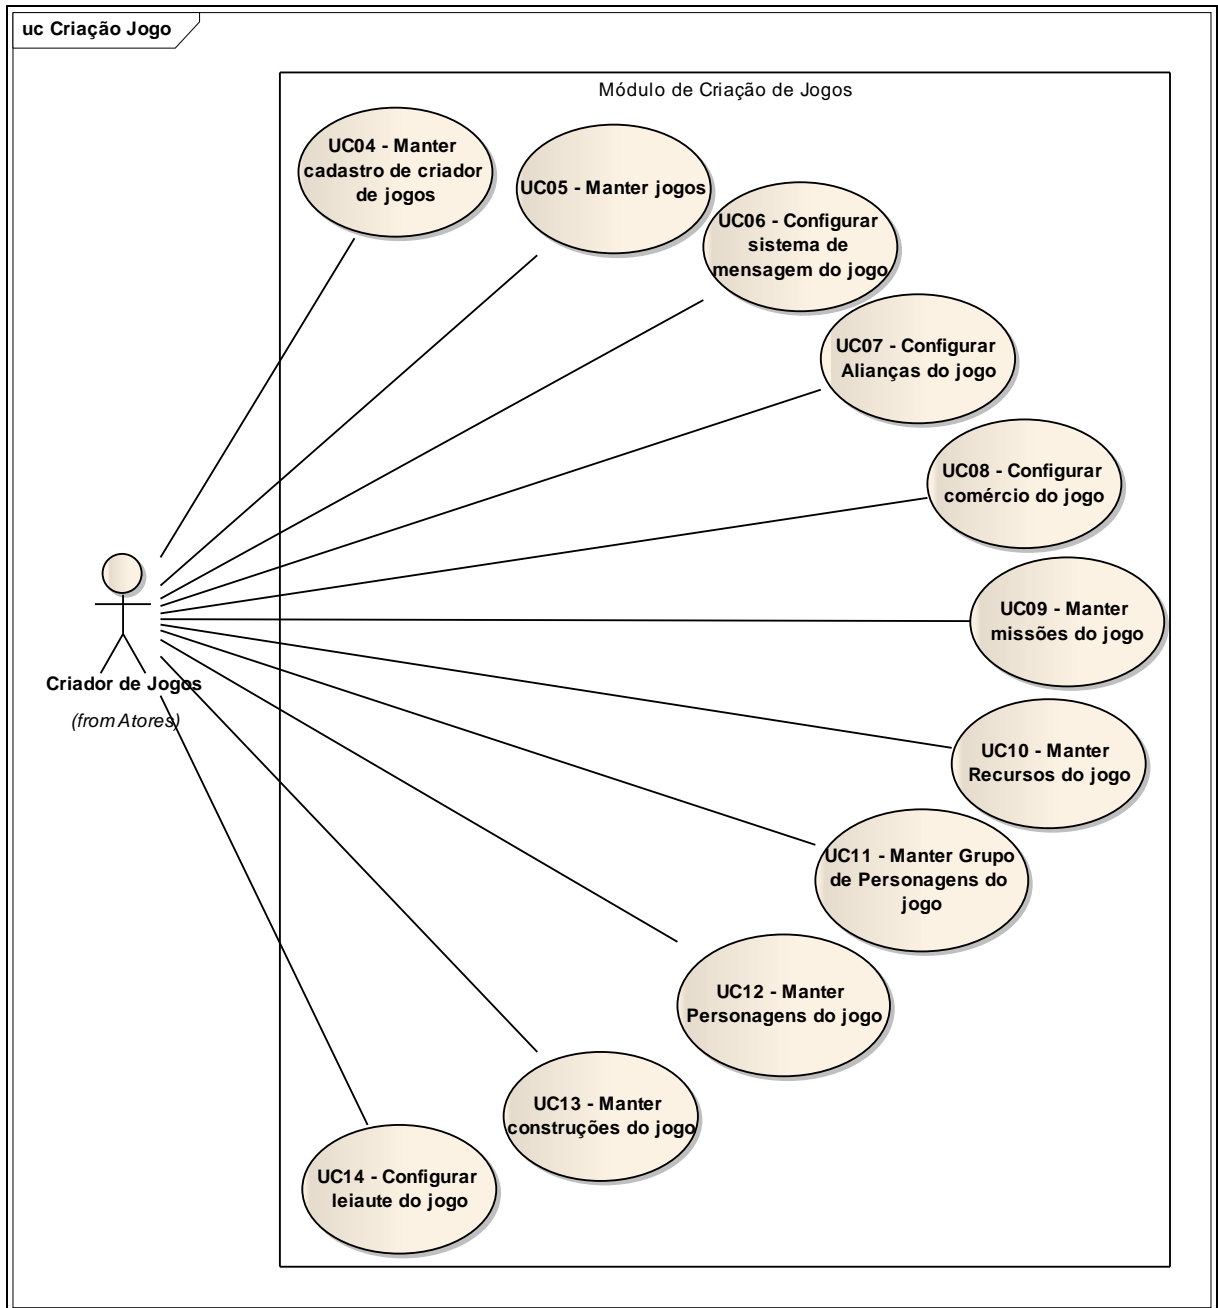 uc Criação Jogo
Módulo de Criação de Jogos
UC04 - Manter
cadastro de criador
de jogos
UC05 - Manter jogos
UC06 - Configurar
sistema de
mensagem do jogo
UC07 - Configurar
Alianças do jogo
UC08 - Configurar
comércio do jogo
UC09 - Manter
missões do jogo
Criador de Jogos
(from Atores)
UC10 - Manter
Recursos do jogo
UC11 - Manter Grupo
de Personagens do
jogo
UC12 - Manter
Personagens do jogo
UC13 - Manter
construções do jogo
UC14 - Configurar
leiaute do jogo